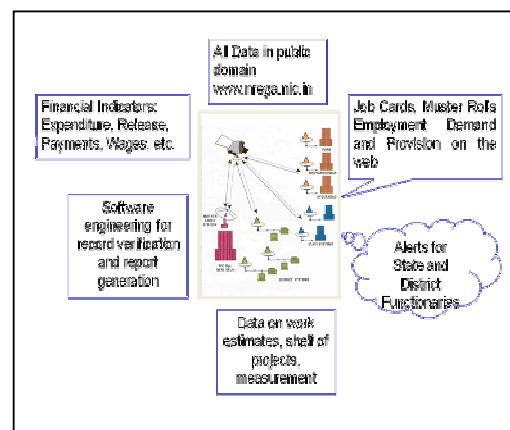 All Data in public
domain
www.nrega.nic.in
Financial Indicators:
Expenditure, Release,
Payments, Wages, etc.
Job Cards, Muster Rolls
Employment Demand
and Provision on the
web
Software
engineering for
record verification
and report
generation
Alerts for
State and
District
Functionaries
Data on work
estimates, shelf of
projects,
measurement